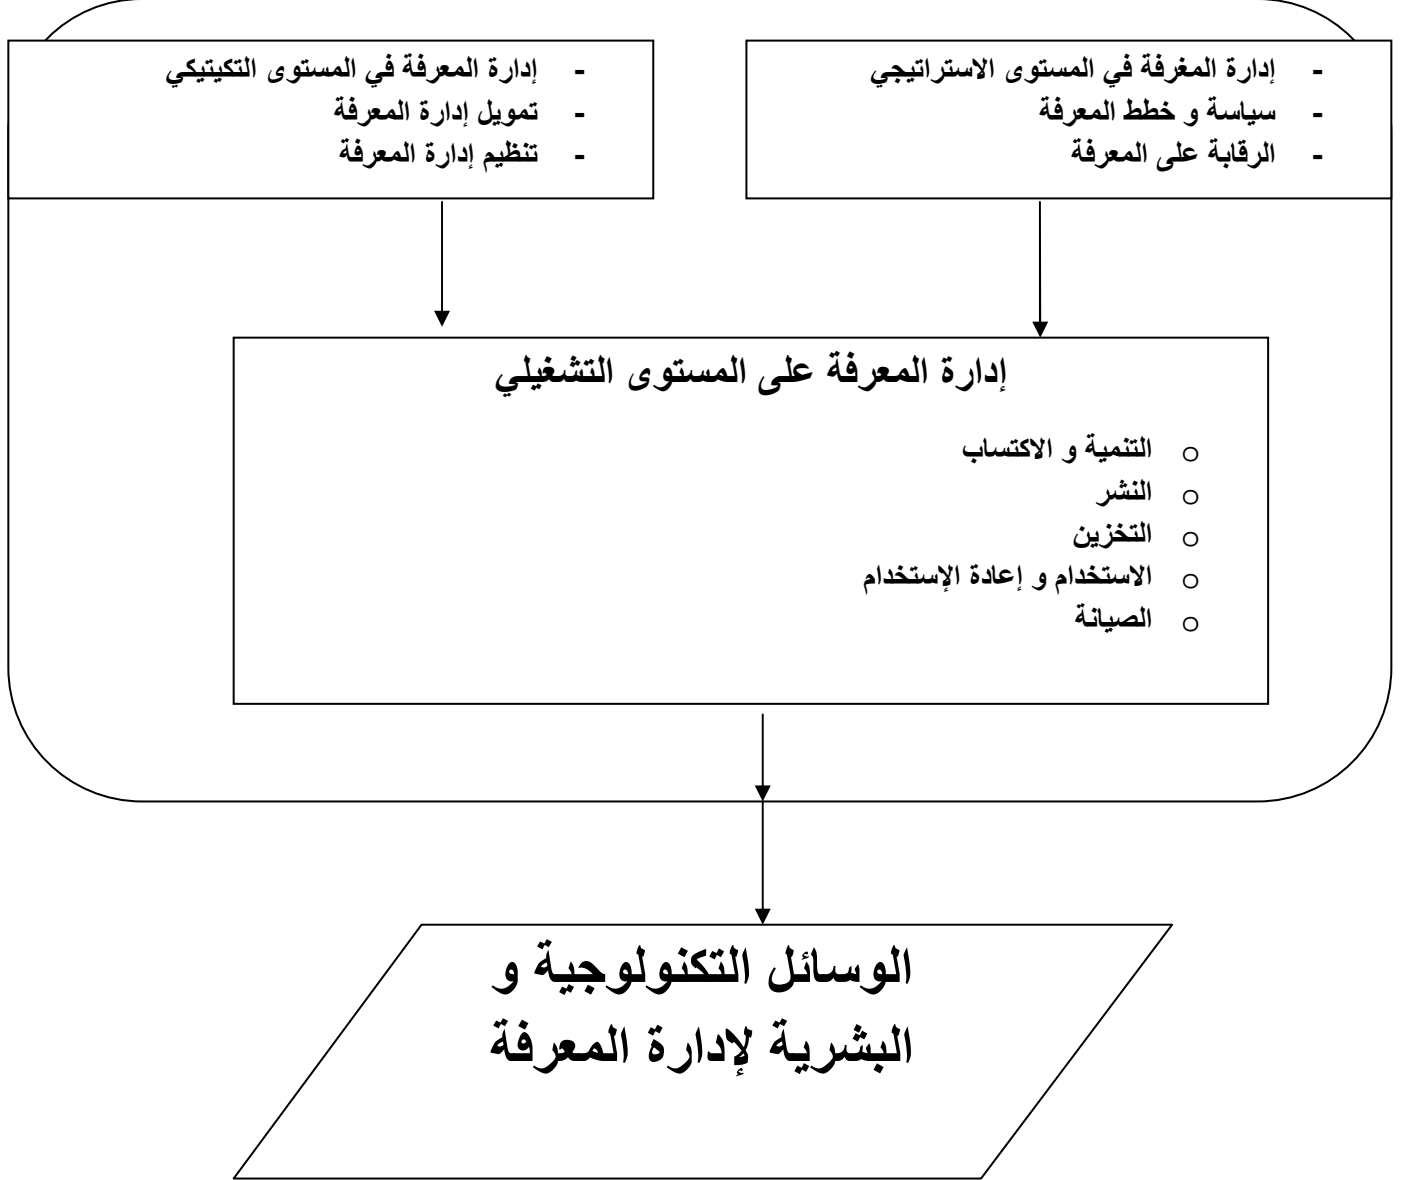 - إدارة المغرفة في المستوى الاستراتيجي
- سياسة و خطط المعرفة
- الرقابة على المعرفة
- إدارة المعرفة في المستوى التكيتيكي
- تمويل إدارة المعرفة
- تنظيم إدارة المعرفة
إدارة المعرفة على المستوى التشغيلي
o التنمية و الاكتساب
o النشر
o التخزين
o الاستخدام و إعادة الإستخدام
o الصيانة
الوسائل التكنولوجية و
البشرية لإدارة المعرفة